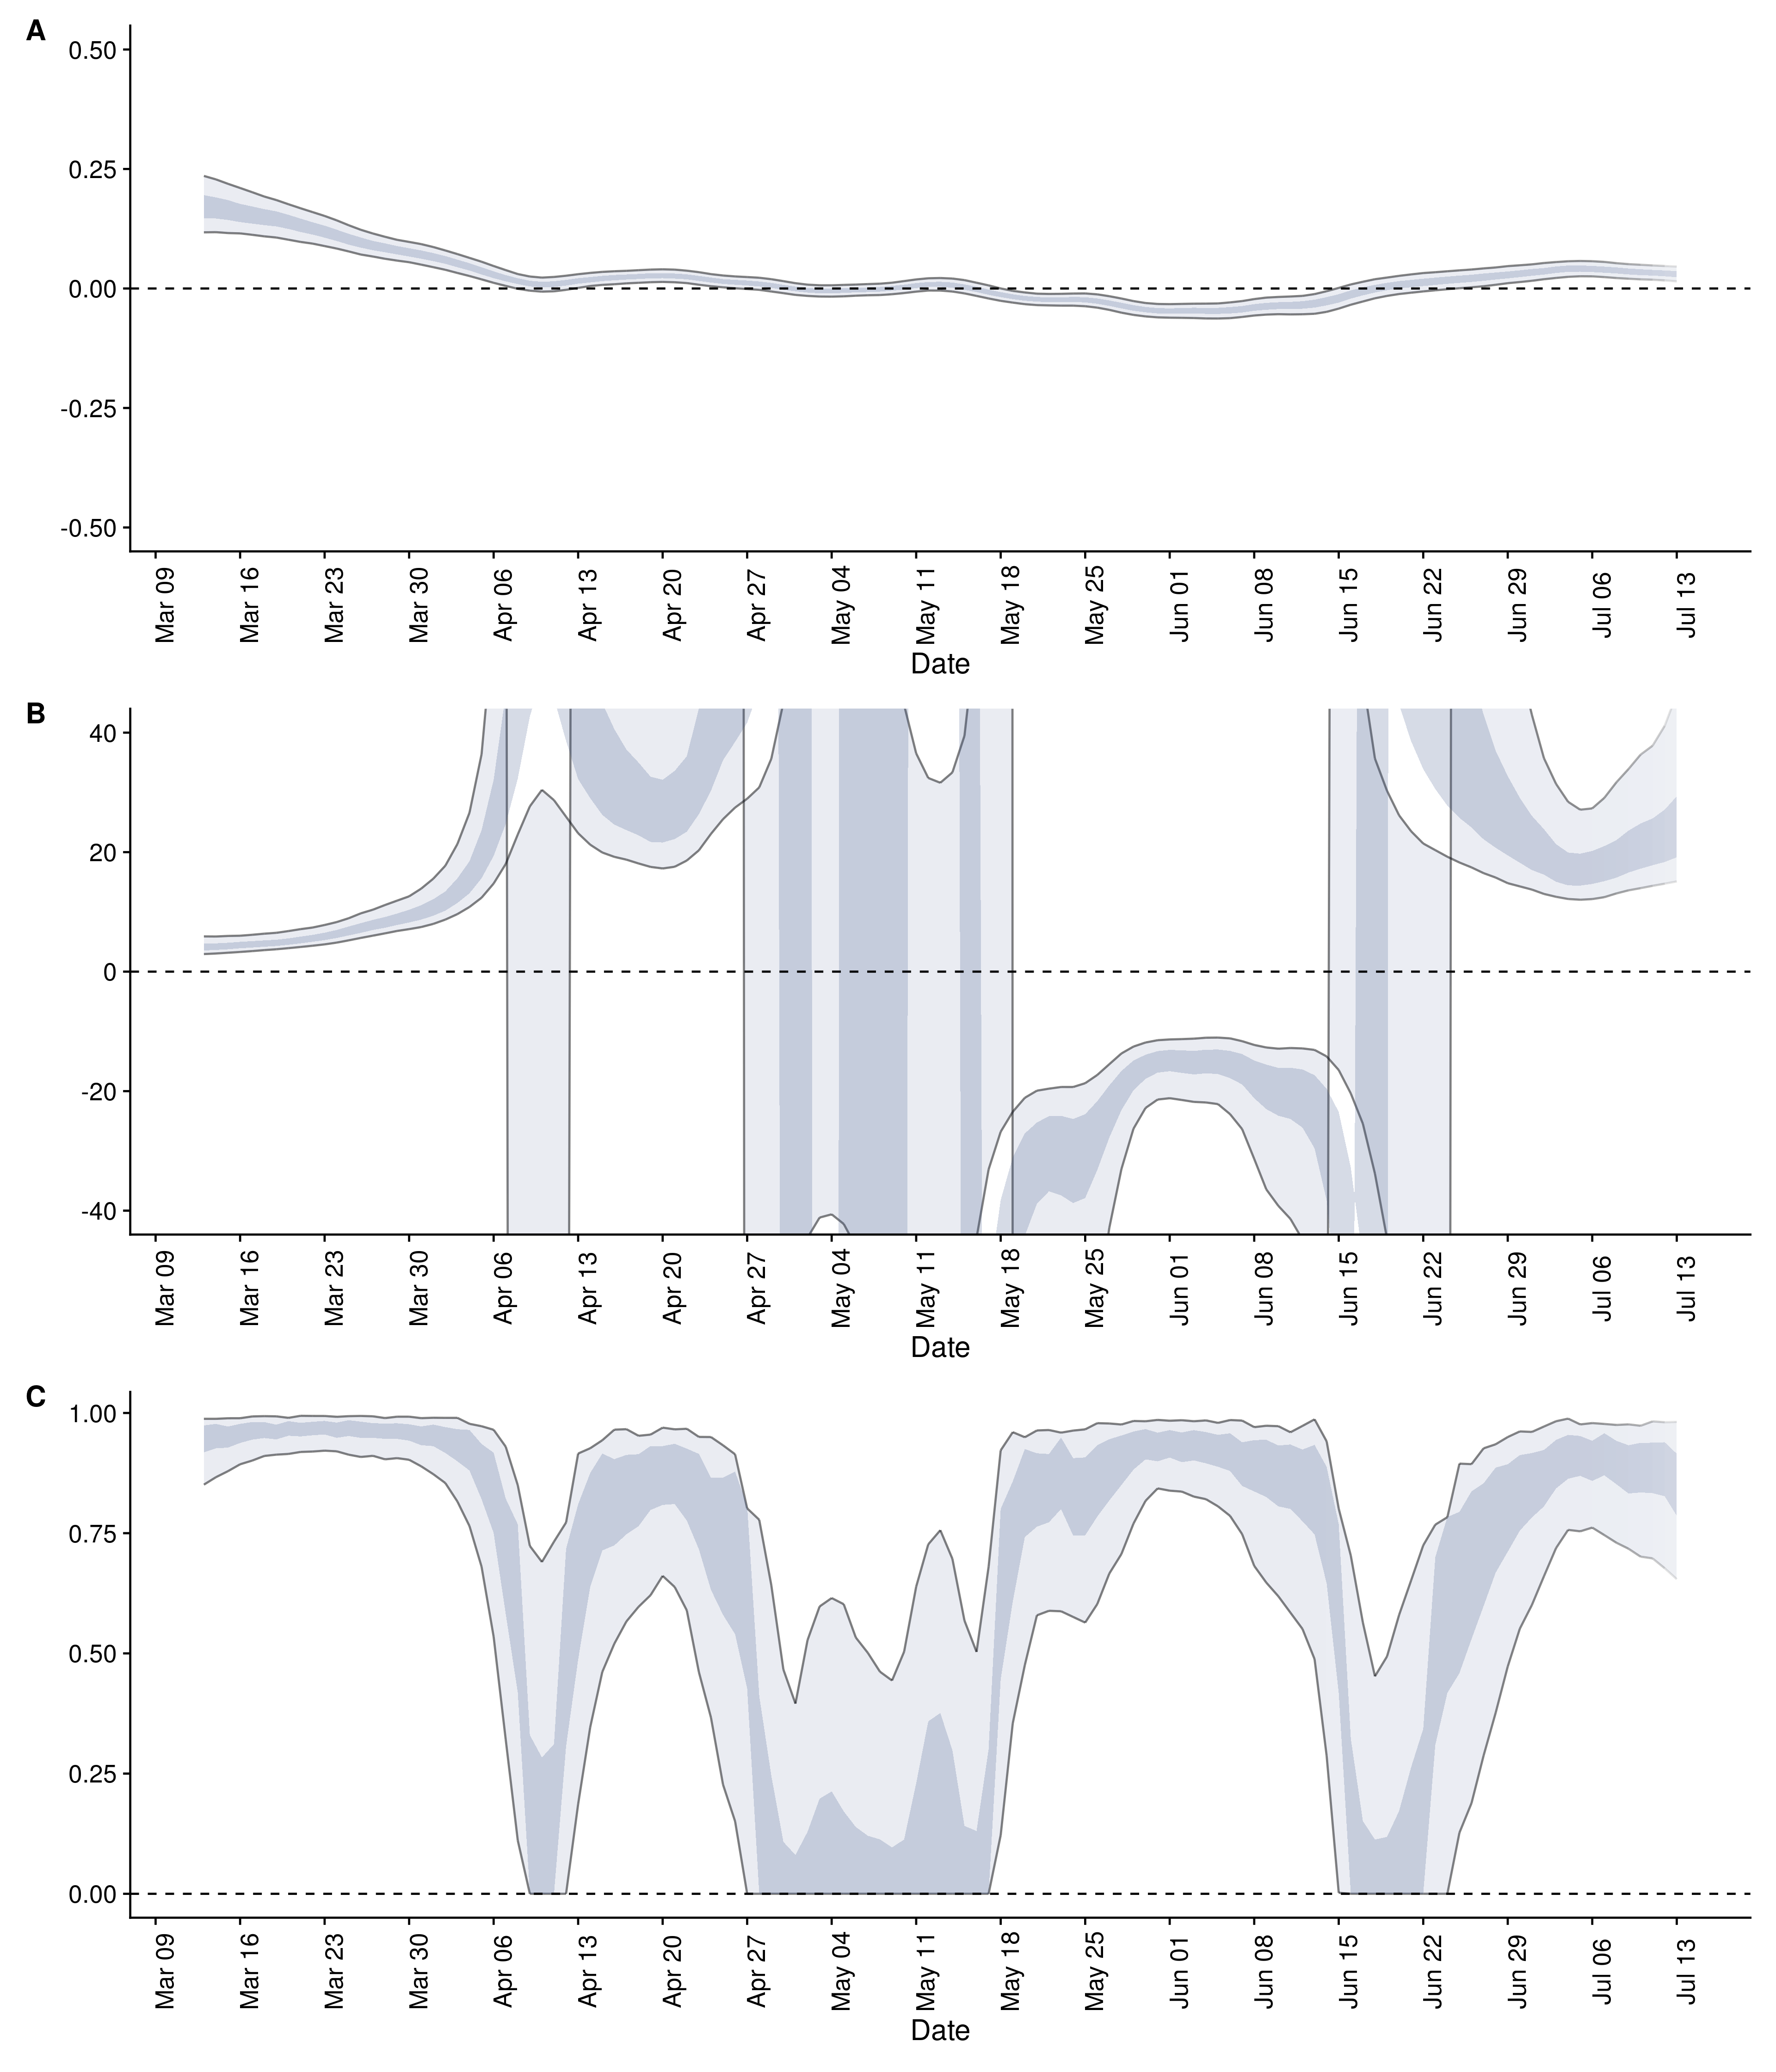 A
0.50
0.25
0.00
-0.25
-0.50
Mar 09
Mar 16
Mar 23
Mar 30
Apr 06
Apr 13
Apr 20
Apr 27
May 04
May 11
May 18
May 25
Jun 01
Jun 08
Jun 15
Jun 22
Jun 29
Jul 06
Jul 13
Date
B
40
20
0
-20
-40
Mar 09
Mar 16
Mar 23
Mar 30
Apr 06
Apr 13
Apr 20
Apr 27
May 04
May 11
May 18
May 25
Jun 01
Jun 08
Jun 15
Jun 22
Jun 29
Jul 06
Jul 13
Date
C
1.00
0.75
0.50
0.25
0.00
Mar 09
Mar 16
Mar 23
Mar 30
Apr 06
Apr 13
Apr 20
Apr 27
May 04
May 11
May 18
May 25
Jun 01
Jun 08
Jun 15
Jun 22
Jun 29
Jul 06
Jul 13
Date